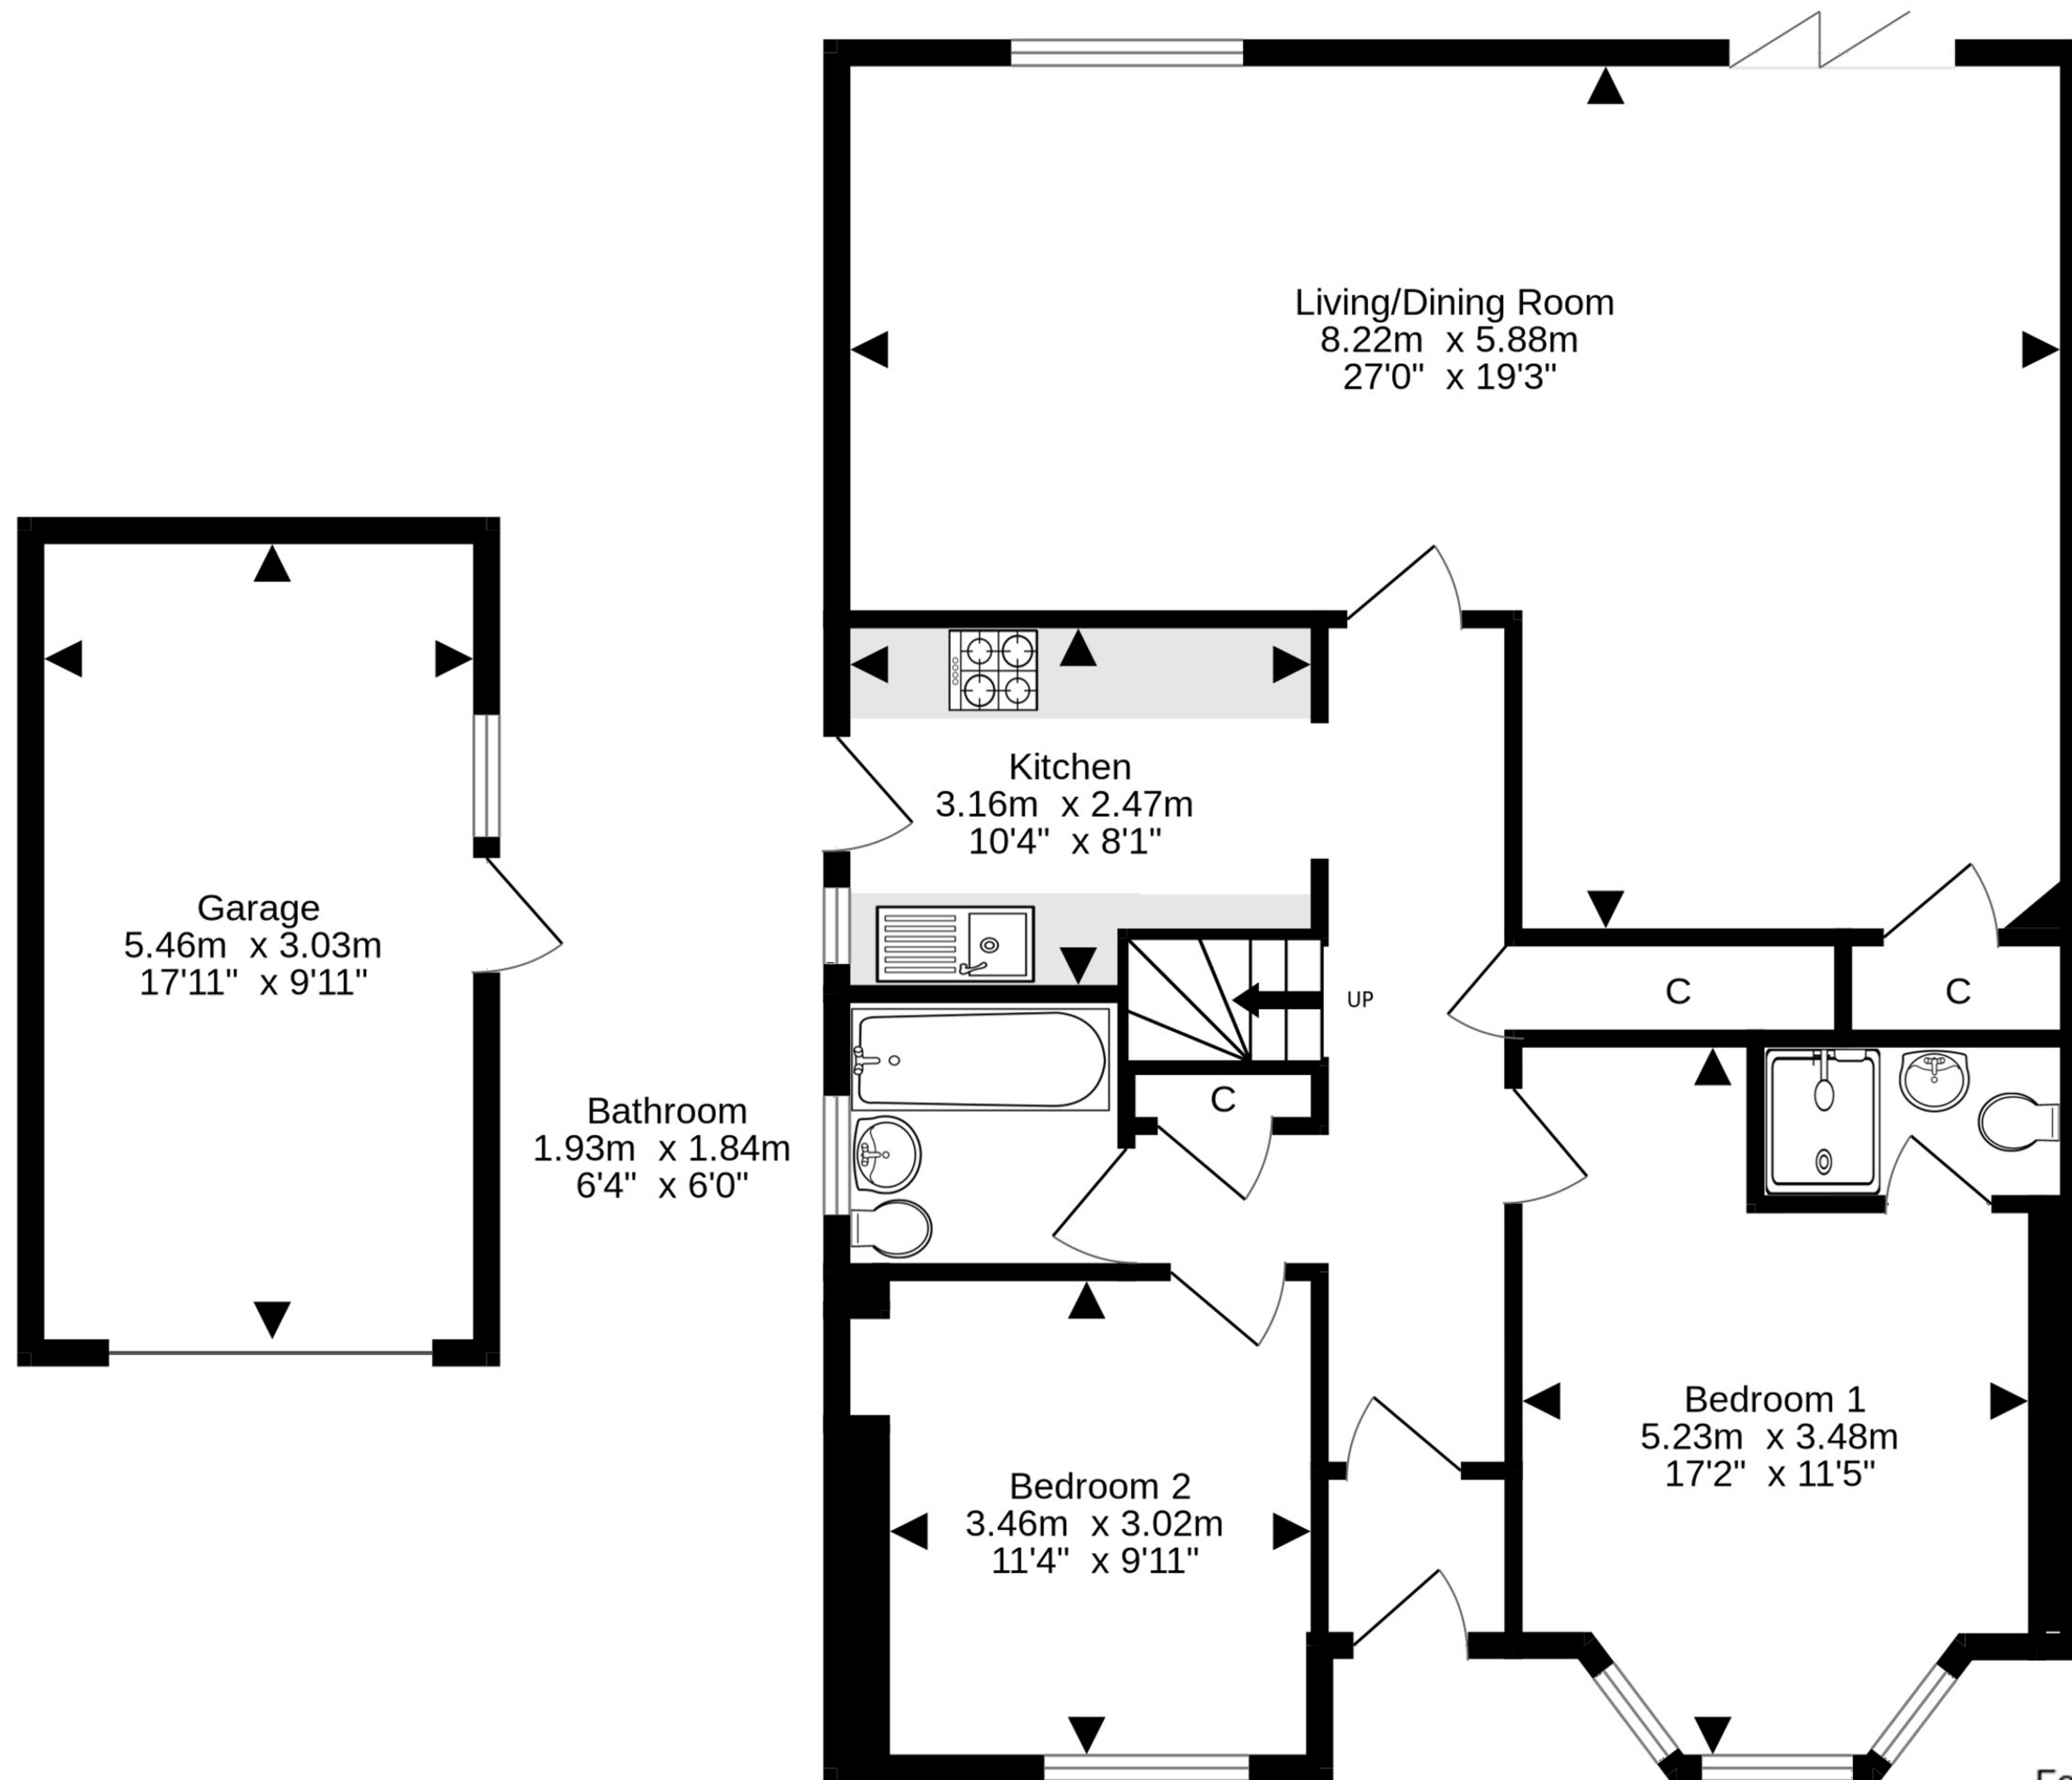 Living/Dining Room
8.22m x 5.88m
27'0" x 19'3"
Kitchen
3.16m x 2.47m
10'4" x 8'1"
Garage
5.46m x 3.03m
17'11" x 9'11"
UP
C
C
C
Bathroom
1.93m x 1.84m
6'4" x 6'0"
Bedroom 1
5.23m x 3.48m
17'2" x 11'5"
Bedroom 2
3.46m x 3.02m
11'4" x 9'11"